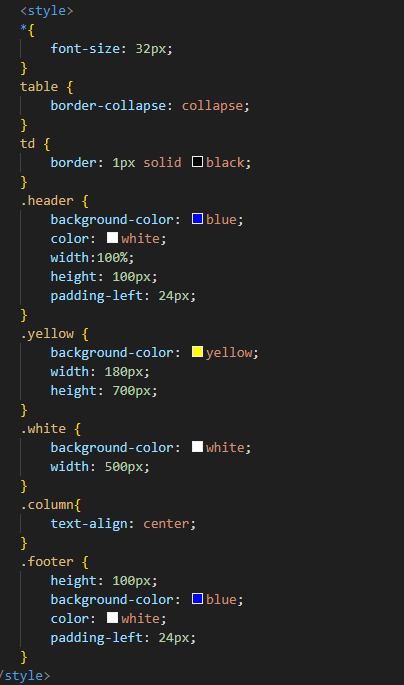 <style>
*{
font-size: 32px;
}
table {
border-collapse: collapse;
}
td {
border: 1px solid black;
}
.header {
background-color: blue;
color: white;
width:100%;
height: 100px;
padding-left: 24px;
}
.yellow {
background-color: yellow;
width: 180px;
height: 700px;
}
.white {
background-color: white;
width: 500px;
}
.column{
text-align: center;
}
.footer {
height: 100px;
background-color: blue;
color: white;
padding-left: 24px;
}
/style>